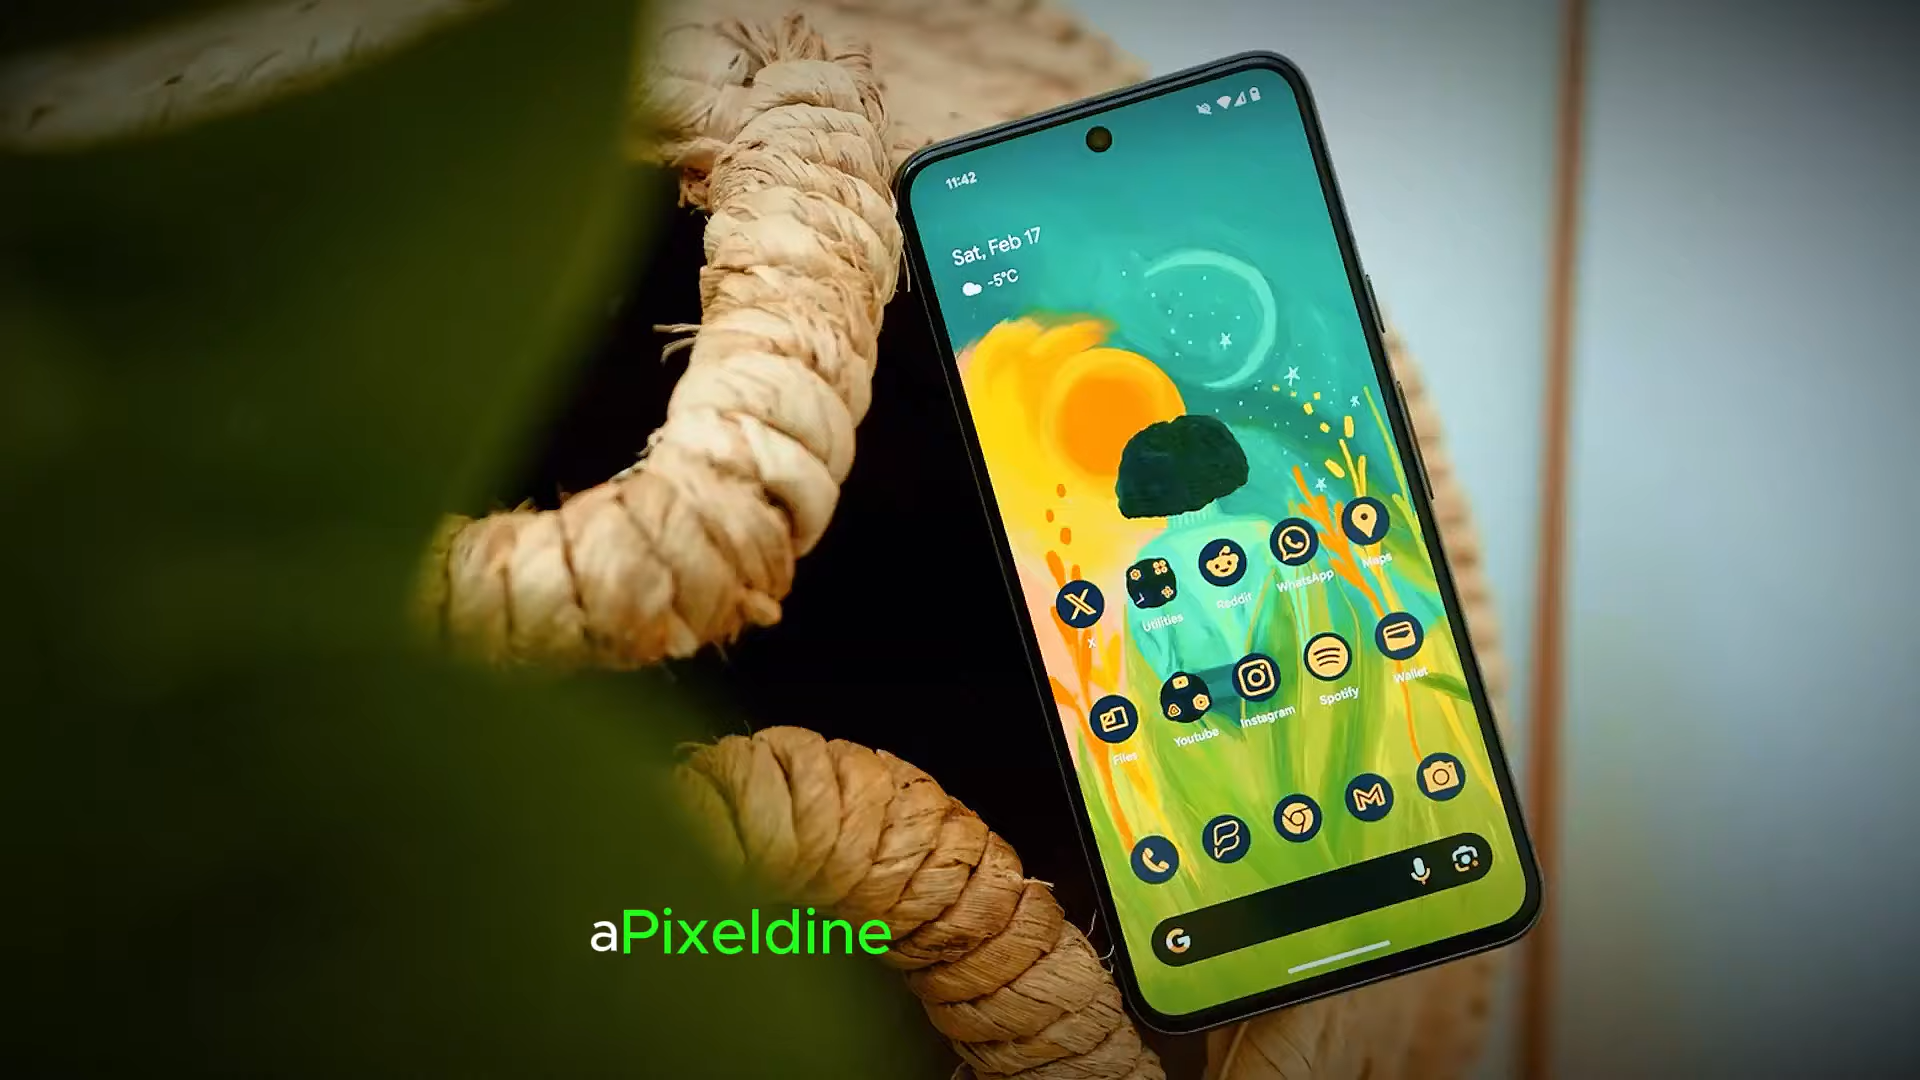 11:42
Sat, Feb 17
-5°C
X
Utilities
Reddit
WhatsApp
Maps
Files
Youtube
Instagram
Spotify
Wallet
G
aPixeldine